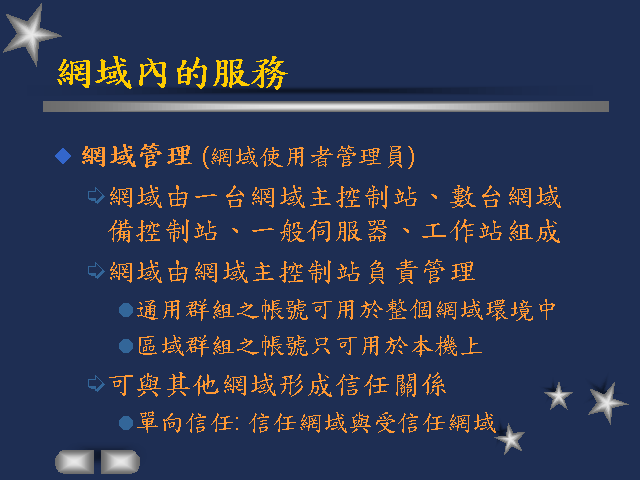 網域內的服務
網域管理 (網域使用者管理員)
網域由一台網域主控制站、數台網域
備控制站、一般伺服器、工作站組成
網域由網域主控制站負責管理
通用群組之帳號可用於整個網域環境中
區域群組之帳號只可用於本機上
可與其他網域形成信任關係
單向信任: 信任網域與受信任網域